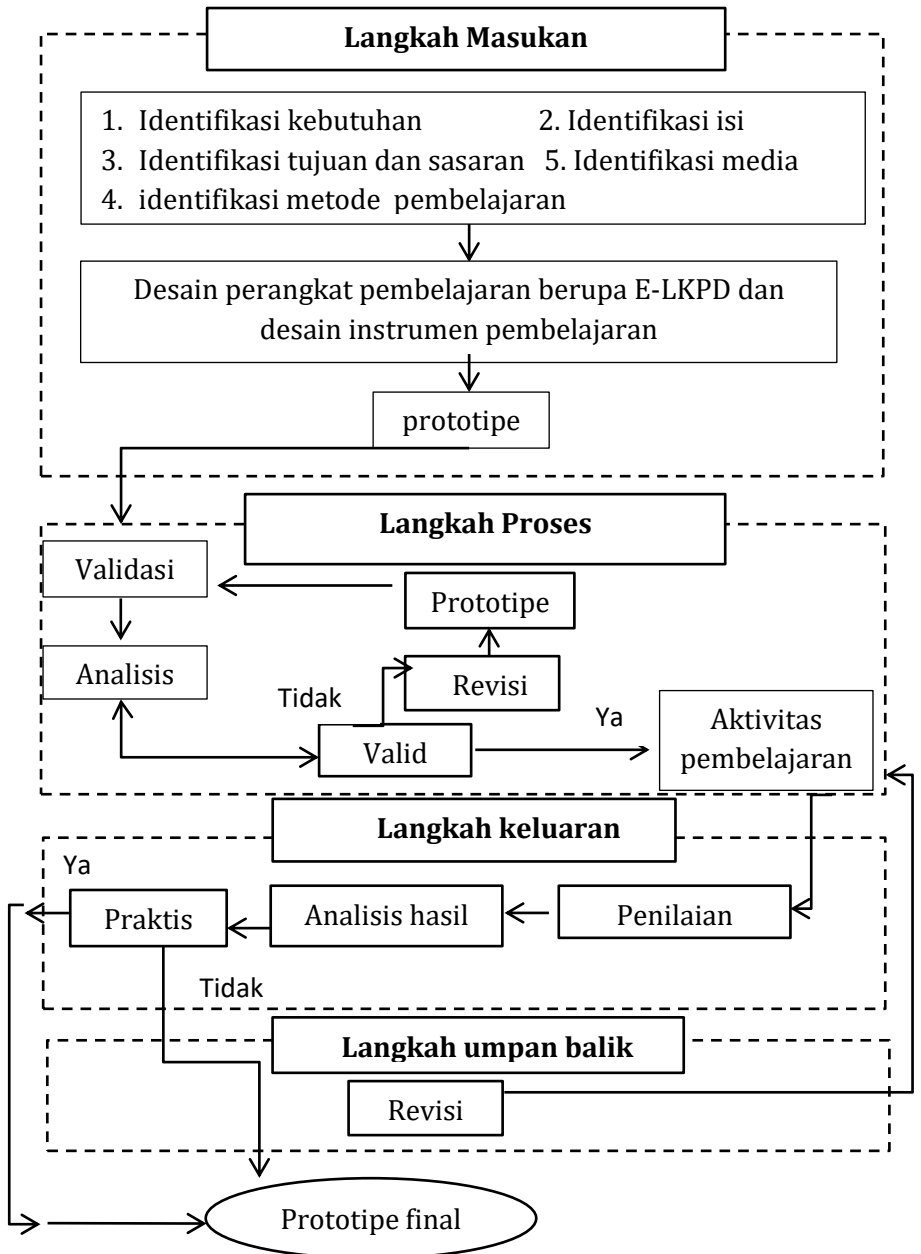 Langkah Masukan
1. Identifikasi kebutuhan 2. Identifikasi isi
3. Identifikasi tujuan dan sasaran 5. Identifikasi media
4. identifikasi metode pembelajaran
Desain perangkat pembelajaran berupa E-LKPD dan
desain instrumen pembelajaran
prototipe
Langkah Proses
Validasi
Prototipe
Analisis
Revisi
Tidak
Ya
Valid
Aktivitas
pembelajaran
Langkah keluaran
Ya
Praktis
Analisis hasil
Penilaian
Tidak
Langkah umpan balik
Revisi
Prototipe final